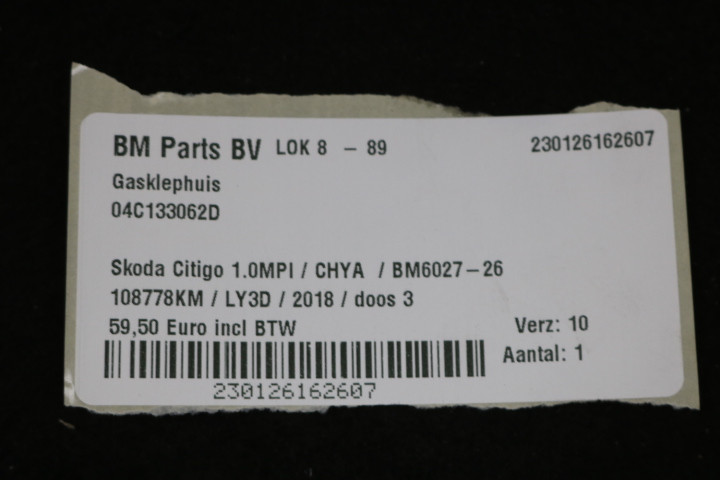 BM Parts BV LOK 8 - 89 230126162607
Gasklephuis
04C133062D
Skoda Citigo 1.0MPI / CHYA / BM6027-26
108778KM / LY3D / 2018 / doos 3
59,50 Euro incl BTW Verz: 10
Aantal: 1
230126162607